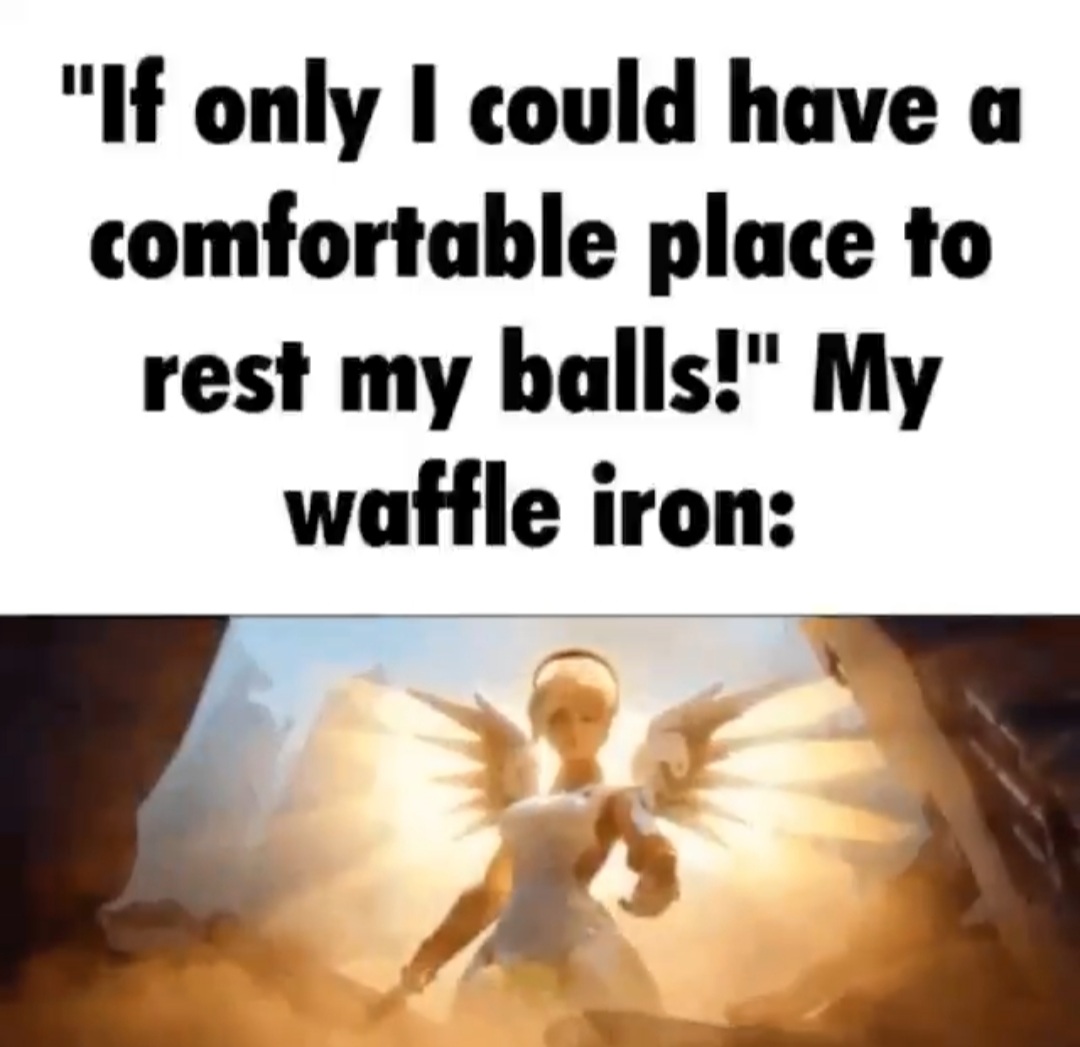 "If only I could have a
comfortable place to
rest my balls!" My
waffle iron: